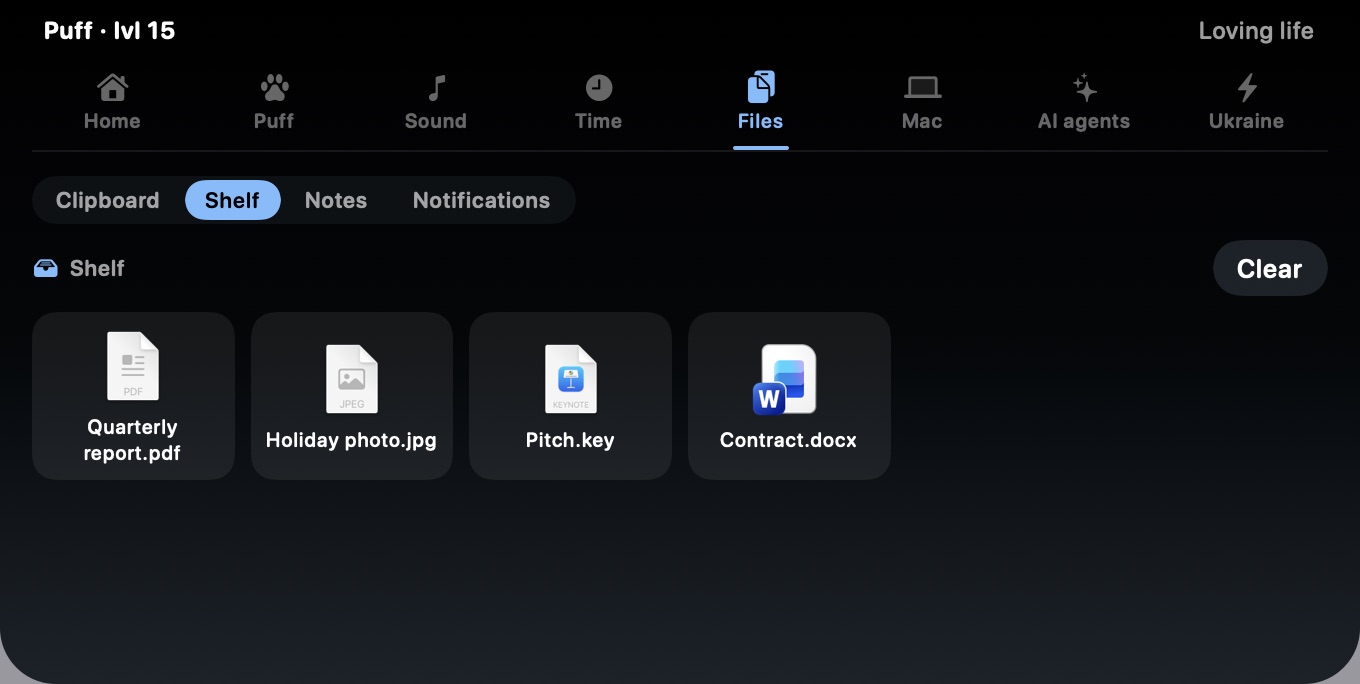 Puff · lvl 15
Loving life
Home
Puff
Sound
Time
Files
Mac
AI agents
Ukraine
Clipboard
Shelf
Notes
Notifications
Shelf
Clear
PDF
Quarterly
report.pdf
JPEG
Holiday photo.jpg
KEYNOTE
Pitch.key
W
Contract.docx